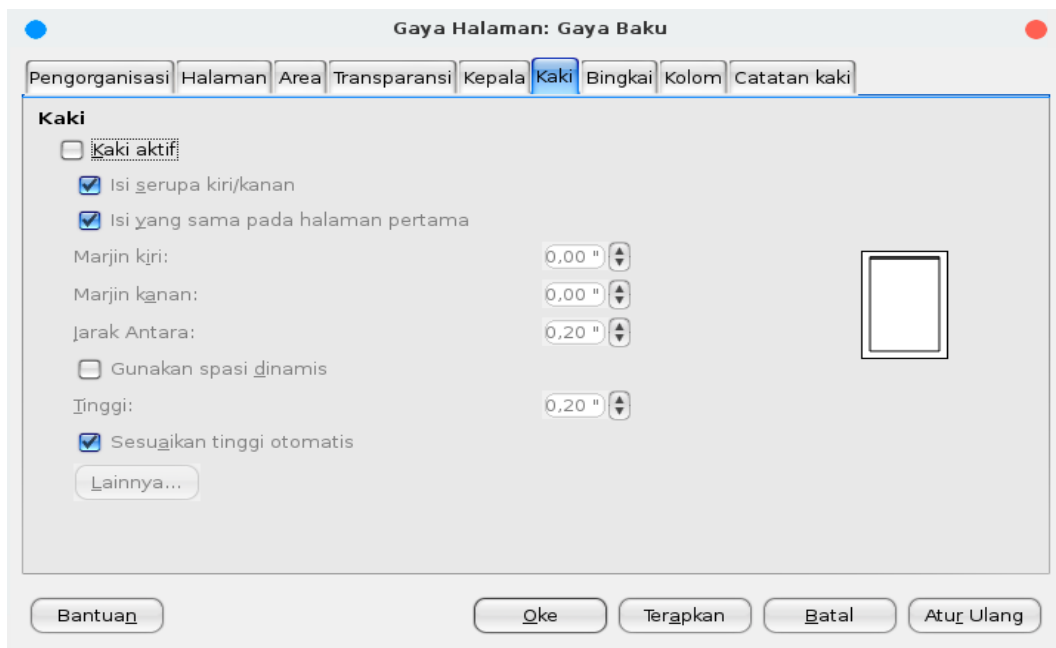 Gaya Halaman: Gaya Baku
Pengorganisasi Halaman Area Transparansi Kepala Kaki Bingkai Kolom Catatan kaki
Kaki
Kaki aktif
Isi serupa kiri/kanan
Isi yang sama pada halaman pertama
Marjin kiri: 0,00 "
Marjin kanan: 0,00 "
Jarak Antara: 0,20 "
Gunakan spasi dinamis
Tinggi: 0,20 "
Sesuaikan tinggi otomatis
Lainnya...
Bantuan Oke Terapkan Batal Atur Ulang